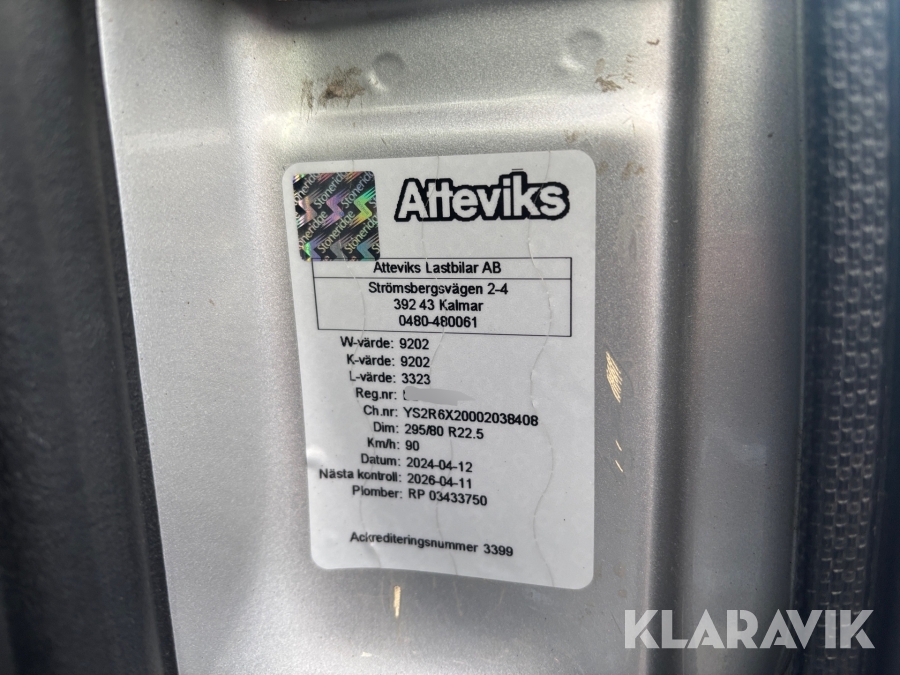 Stoneridge
Atteviks
Atteviks Lastbilar AB
Strömsbergsvägen 2-4
392 43 Kalmar
0480-480061
W-värde: 9202
K-värde: 9202
L-värde: 3323
Reg.nr:
Ch.nr: YS2R6X20002038408
Dim: 295/80 R22.5
Km/h: 90
Datum: 2024-04-12
Nästa kontroll: 2026-04-11
Plomber: RP 03433750
Ackrediteringsnummer 3399
KLARAVIK